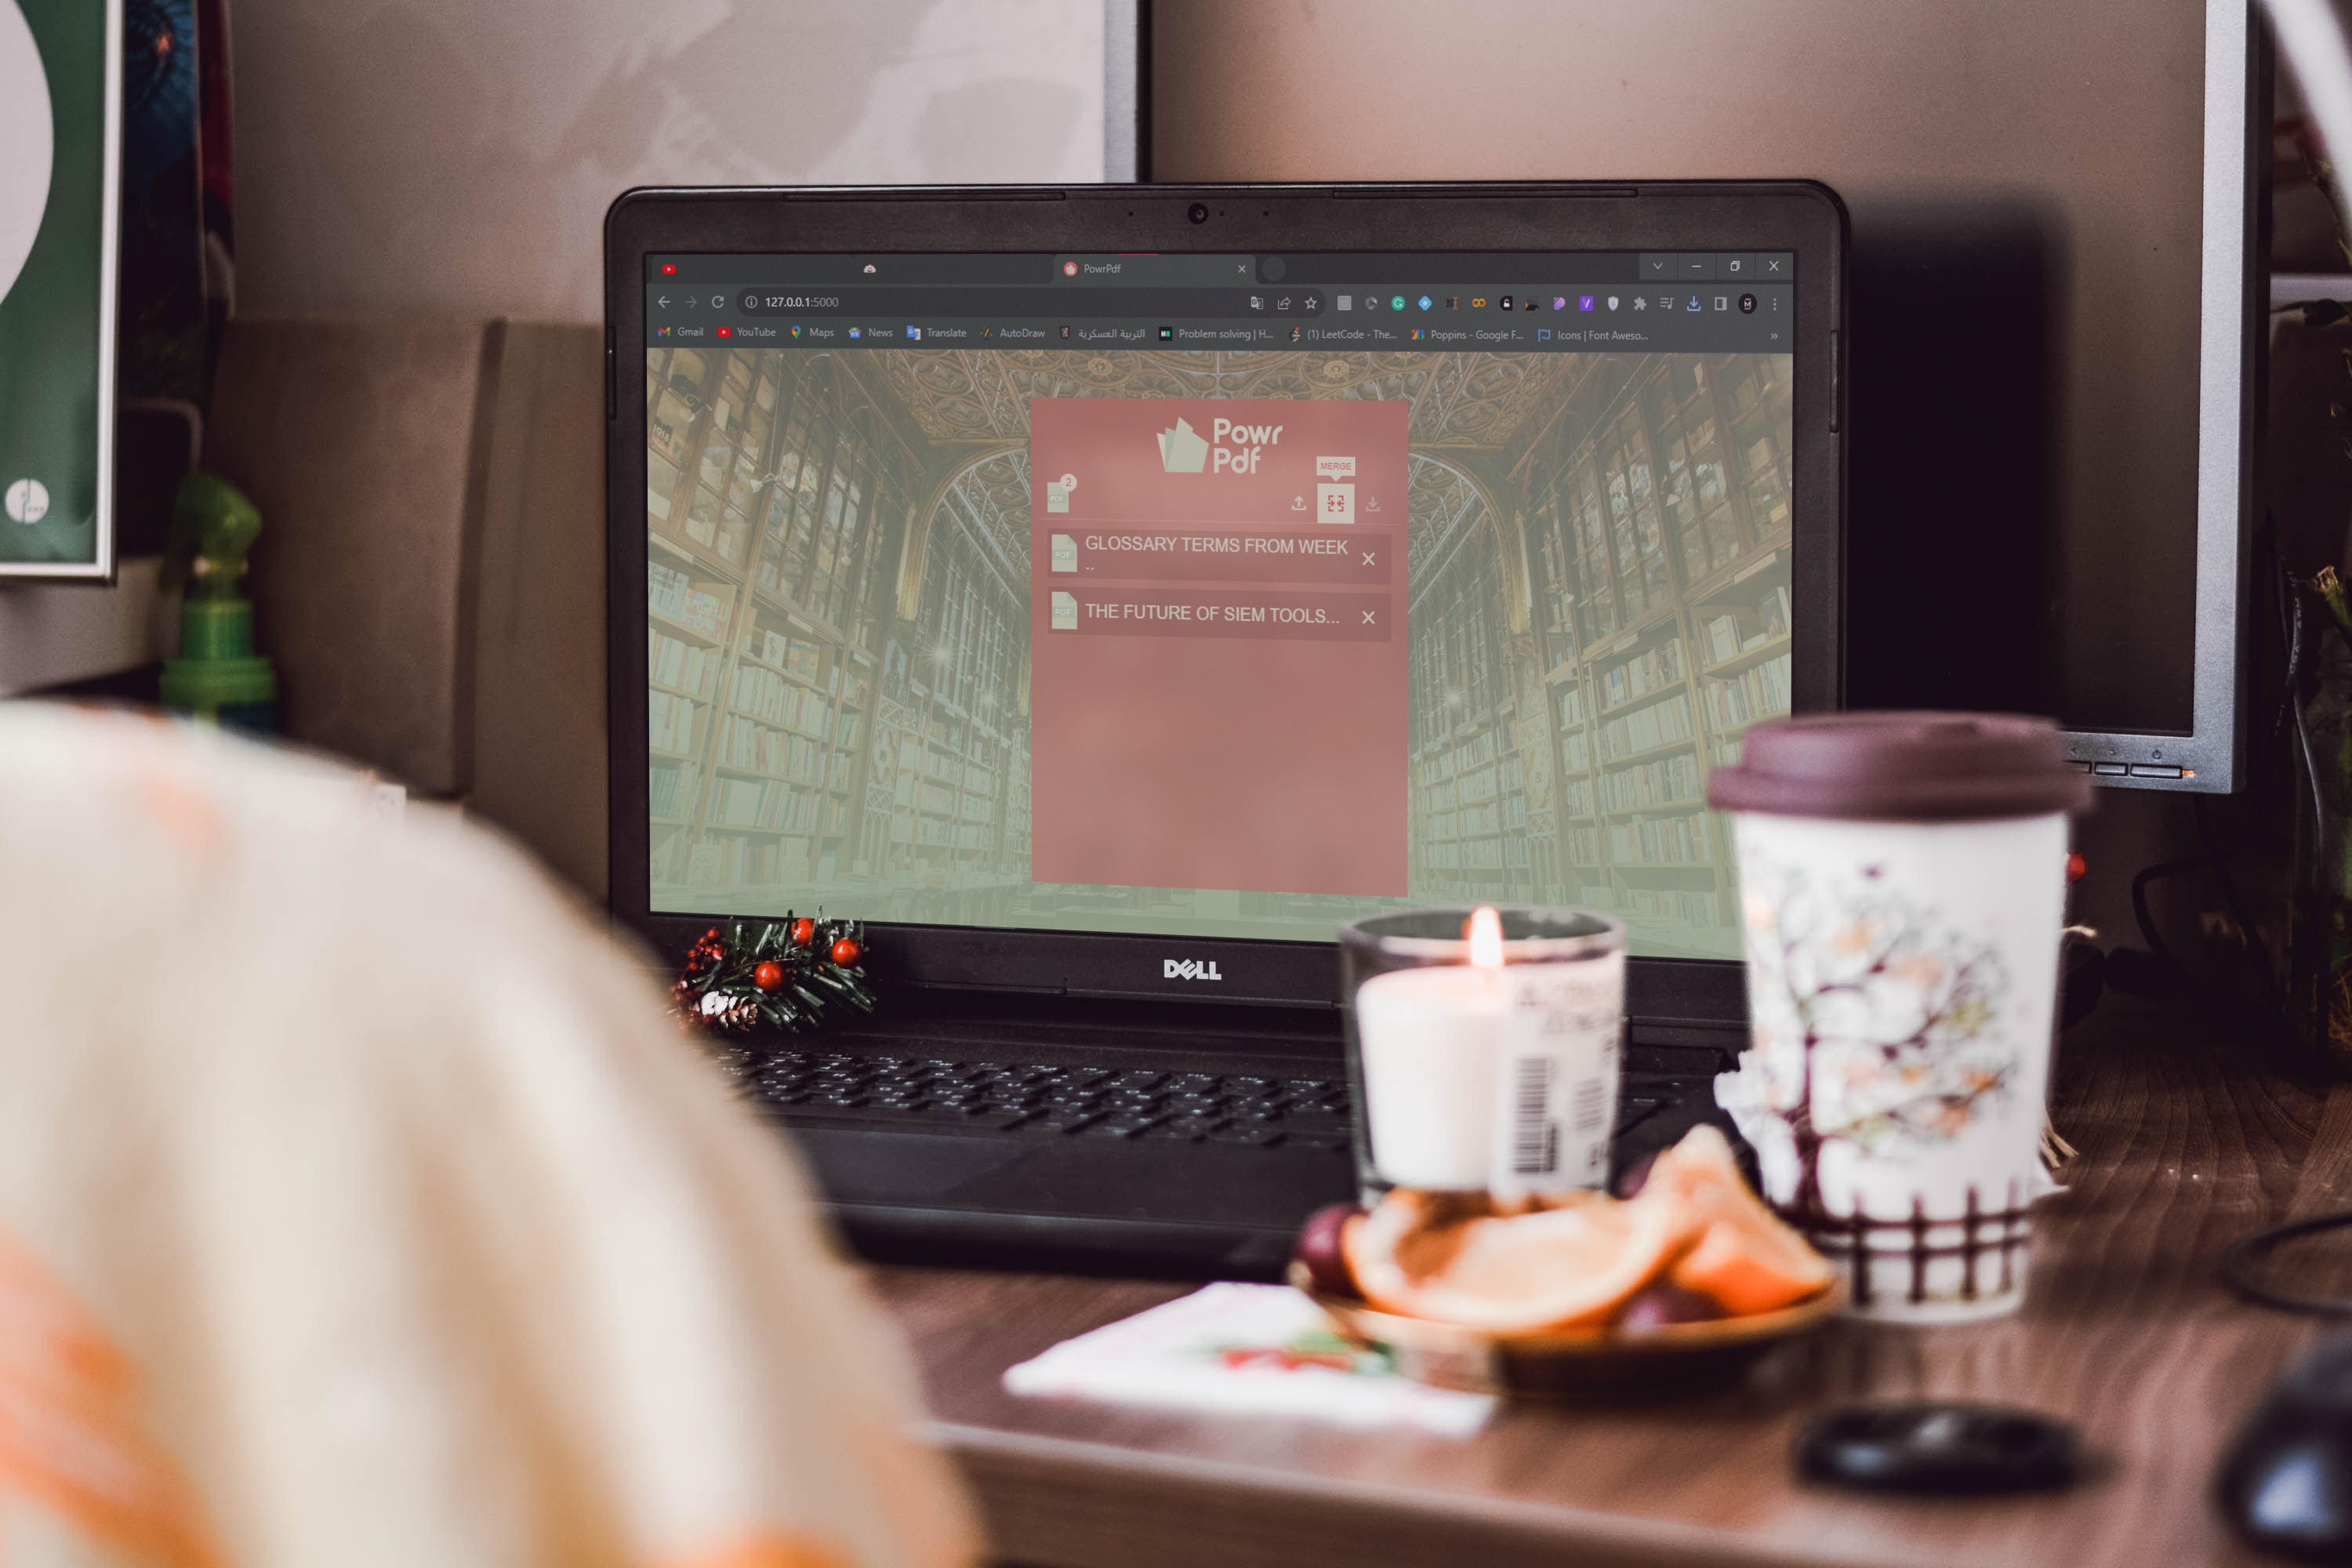 PowrPdf
127.0.0.1:5000
Gmail
YouTube
Maps
News
Translate
AutoDraw
التربية العسكرية
Problem solving | H...
(1) LeetCode - The...
Poppins - Google F...
Icons | Font Aweso...
»
Powr
Pdf
MERGE
PDF
2
PDF
GLOSSARY TERMS FROM WEEK
..
PDF
THE FUTURE OF SIEM TOOLS...
DELL